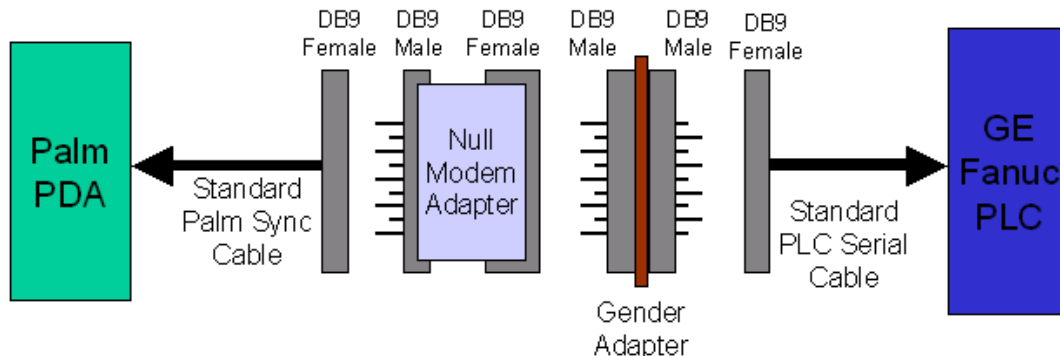 DB9
Female
DB9
Male
DB9
Female
DB9
Male
DB9
Male
DB9
Female
Palm
PDA
Standard
Palm Sync
Cable
Null
Modem
Adapter
Gender
Adapter
Standard
PLC Serial
Cable
GE
Fanuc
PLC